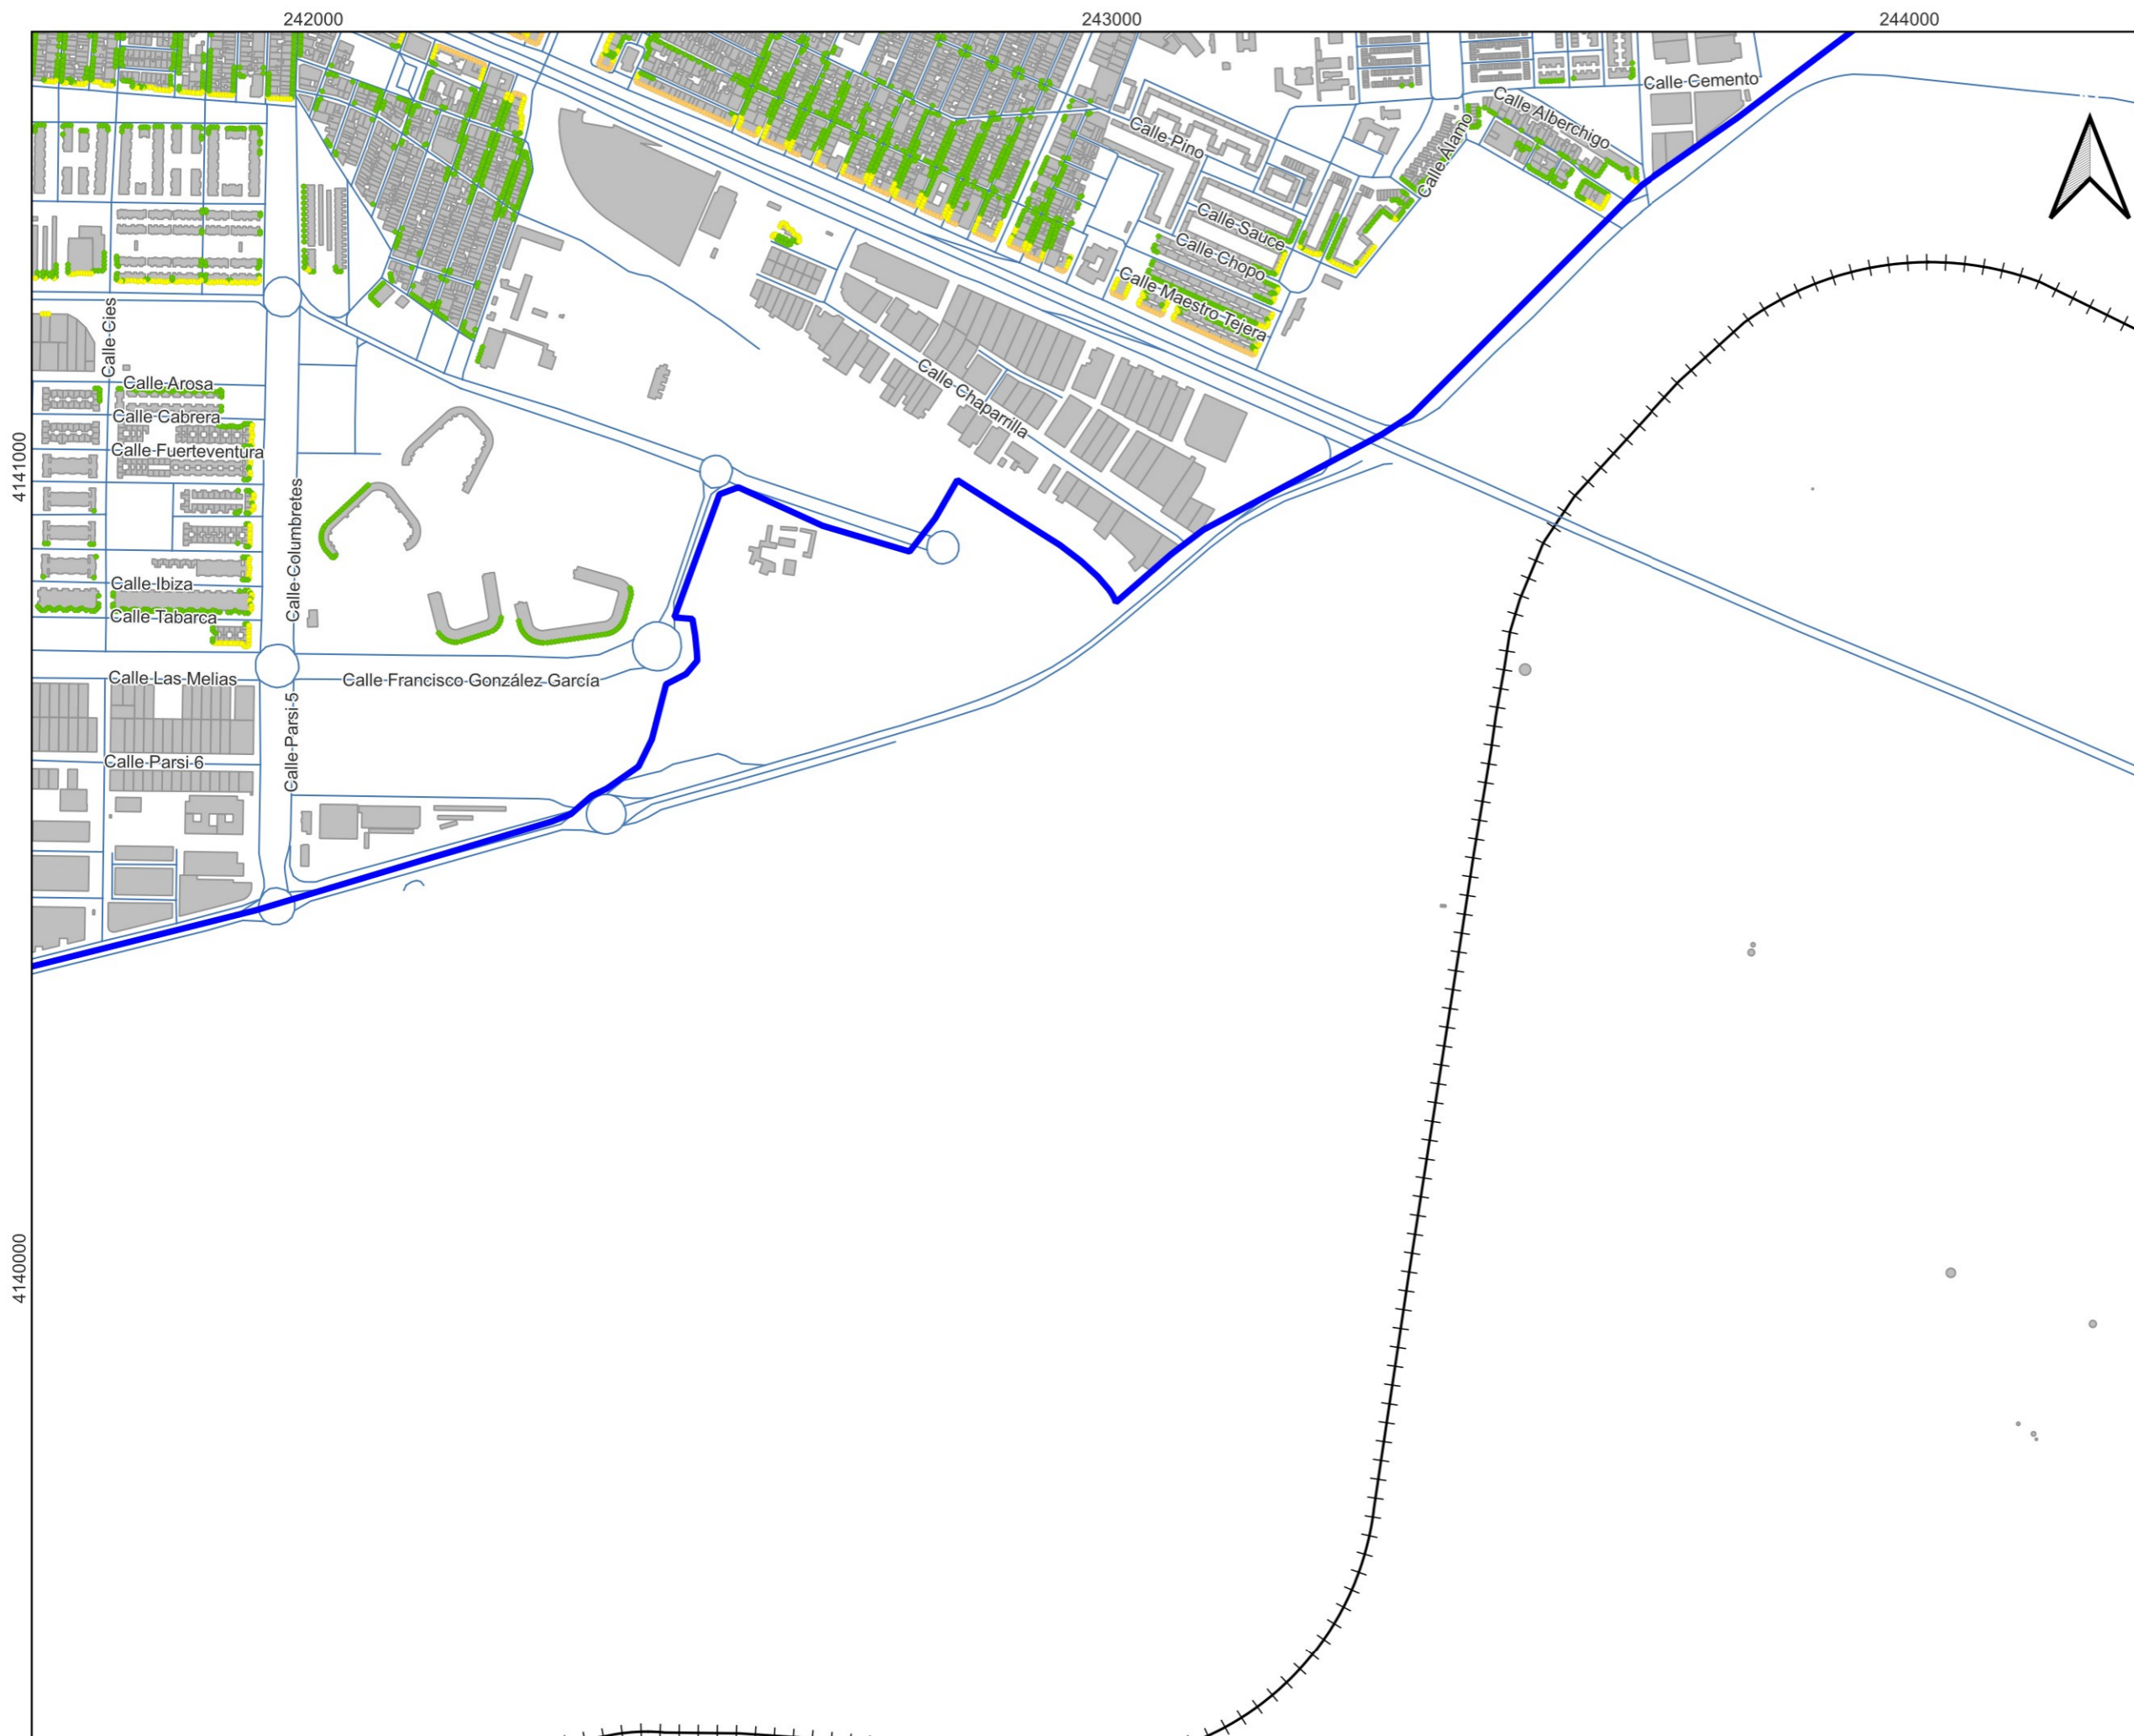 242000
243000
244000
4141000
4140000
Calle Cemento
Calle Alberchigo
Calle Álamo
Calle Pino
Calle Sauce
Calle Chopo
Calle Maestro Tejera
Calle Chaparrilla
Calle Cies
Calle Arosa
Calle Cabrera
Calle Fuerteventura
Calle Columbretes
Calle Ibiza
Calle Tabarca
Calle Las Melias
Calle Francisco González García
Calle Parsi 5
Calle Parsi 6